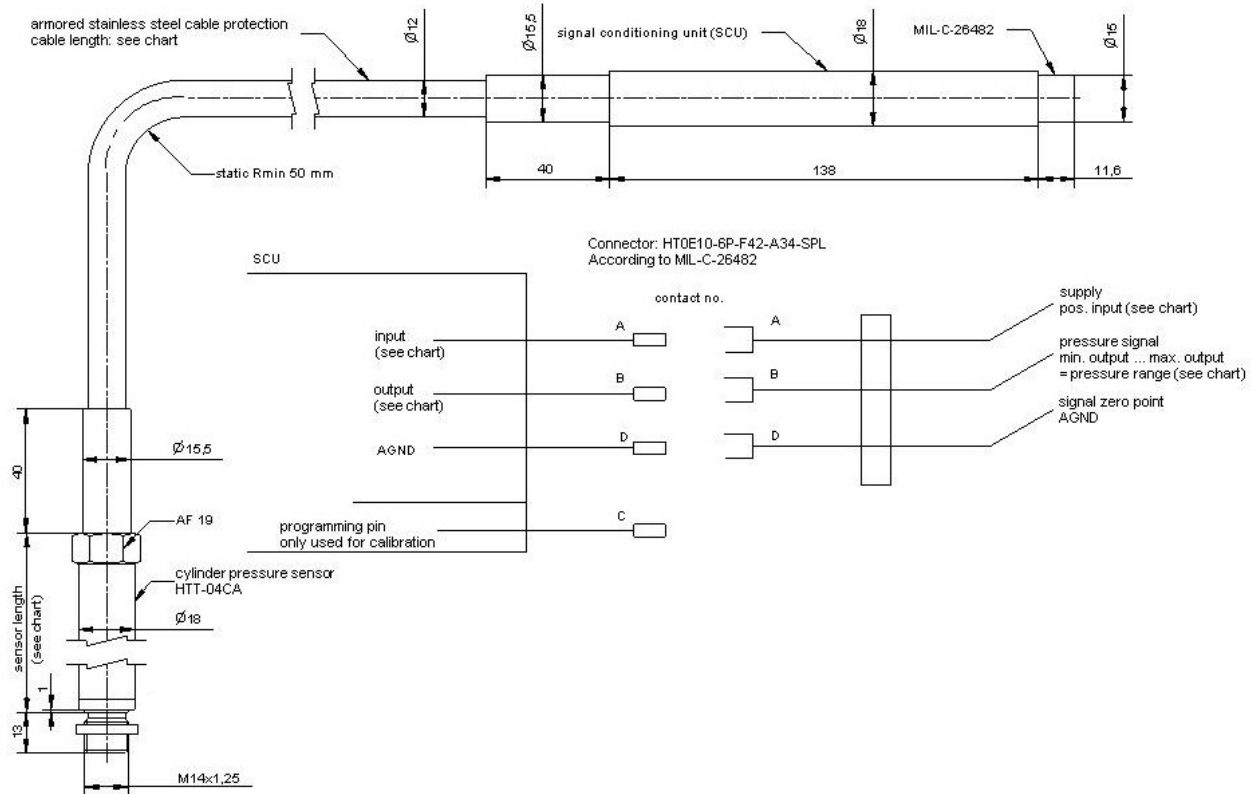 armored stainless steel cable protection
cable length: see chart
Ø12
Ø15,5
signal conditioning unit (SCU)
Ø18
MIL-C-26482
Ø15
static Rmin 50 mm
40
138
11,6
Connector: HT0E10-6P-F42-A34-SPL
According to MIL-C-26482
SCU
contact no.
input
(see chart)
A
A
supply
pos. input (see chart)
output
(see chart)
B
B
pressure signal
min. output ... max. output
= pressure range (see chart)
AGND
D
D
signal zero point
AGND
programming pin
only used for calibration
C
40
Ø15,5
AF 19
cylinder pressure sensor
HTT-04CA
Ø18
sensor length
(see chart)
1
13
M14x1,25